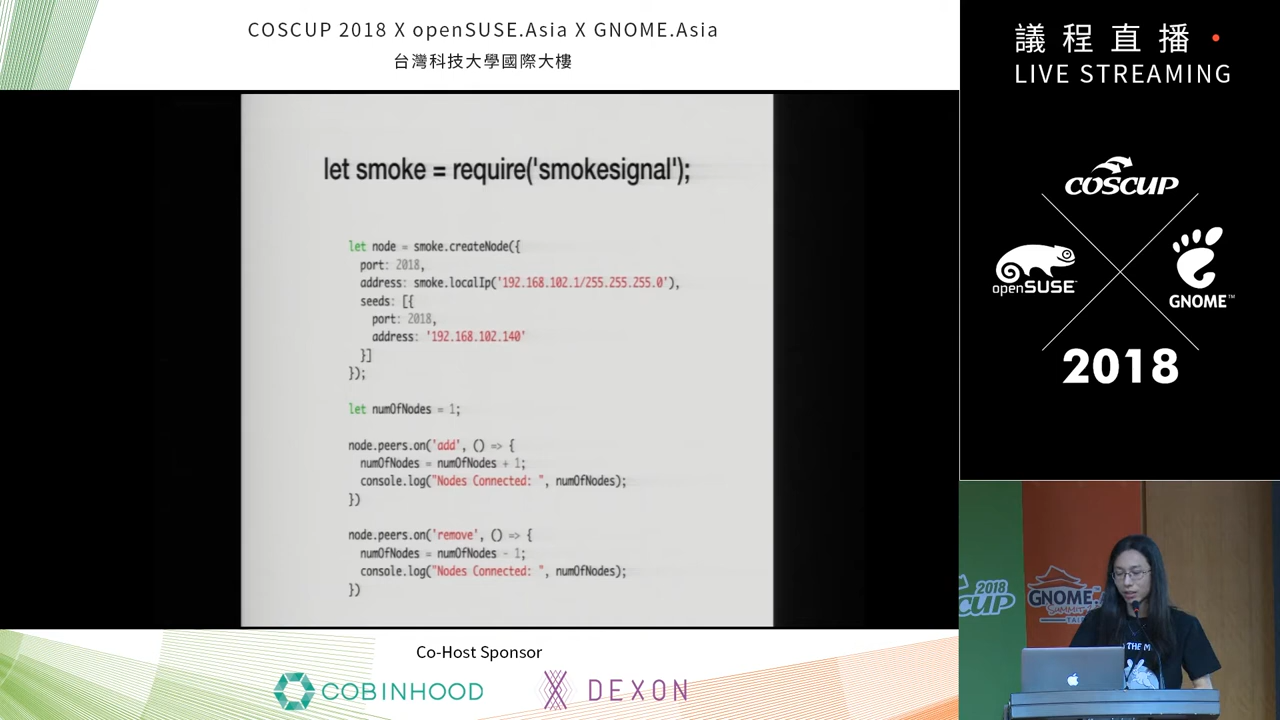 COSCUP 2018 X openSUSE.Asia X GNOME.Asia
台灣科技大學國際大樓
let smoke = require('smokesignal');
let node = smoke.createNode({
port: 2018,
address: smoke.localIp('192.168.102.1/255.255.255.0'),
seeds: [{
port: 2018,
address: '192.168.102.140'
}]
});
let numOfNodes = 1;
node.peers.on('add', () => {
numOfNodes = numOfNodes + 1;
console.log("Nodes Connected: ", numOfNodes);
})
node.peers.on('remove', () => {
numOfNodes = numOfNodes - 1;
console.log("Nodes Connected: ", numOfNodes);
})
Co-Host Sponsor
COBINHOOD
DEXON
議程直播
LIVE STREAMING
COSCUP
openSUSE
GNOME™
2018
2018
CUP
GNOME